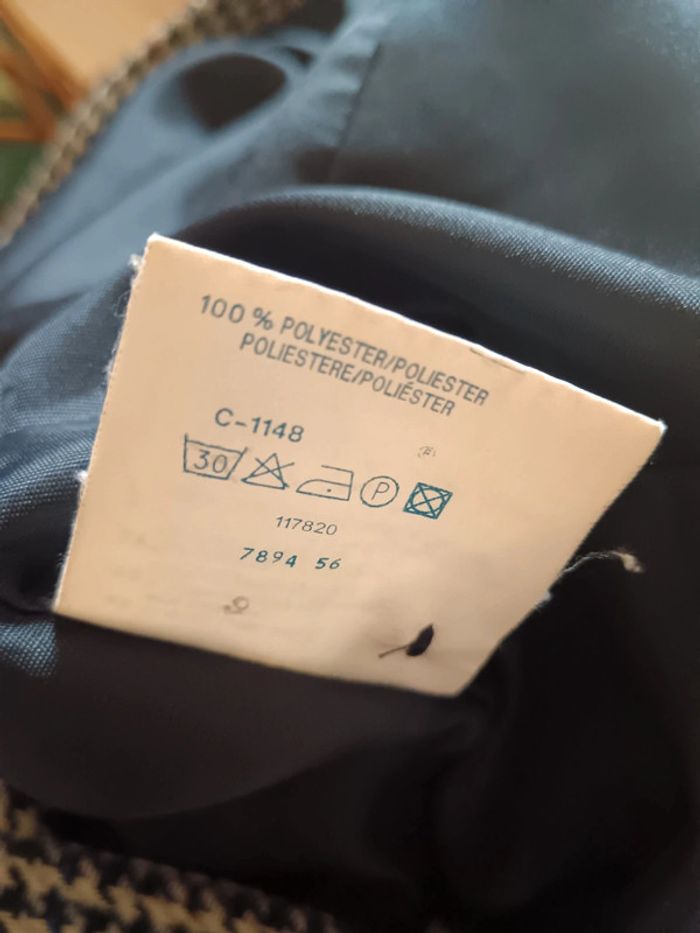 100 % POLYESTER/POLIESTER
POLIESTERE/POLIÉSTER
C-1148
30 P
117820
7894 56